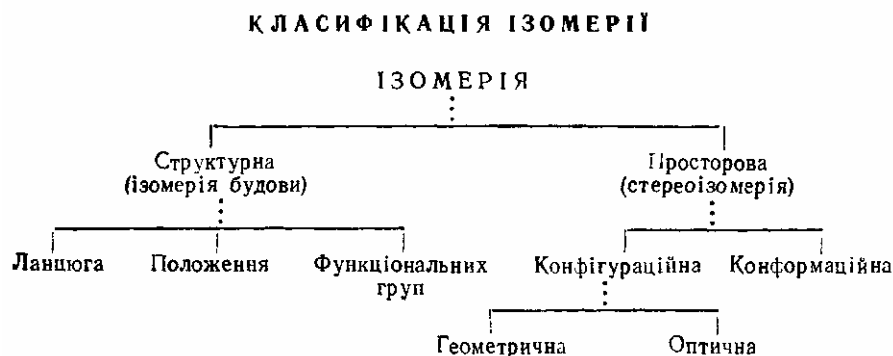 КЛАСИФІКАЦІЯ ІЗОМЕРІЇ
ІЗОМЕРІЯ
Структурна Просторова
(ізомерія будови) (стереоізомерія)
Ланцюга Положення Функціональних Конфігураційна Конформаційна
груп
Геометрична Оптична